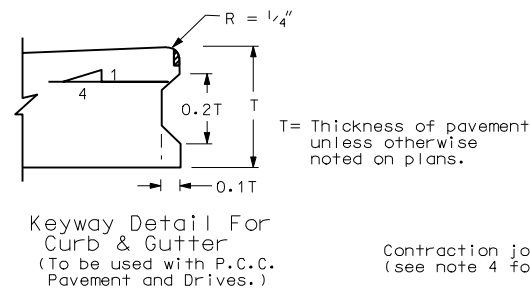 R = 1/4"
1
4
0.2T
T
T= Thickness of pavement
unless otherwise
noted on plans.
0.1T
Keyway Detail For
Curb & Gutter
(To be used with P.C.C.
Pavement and Drives.)
Contraction jo
(see note 4 fo